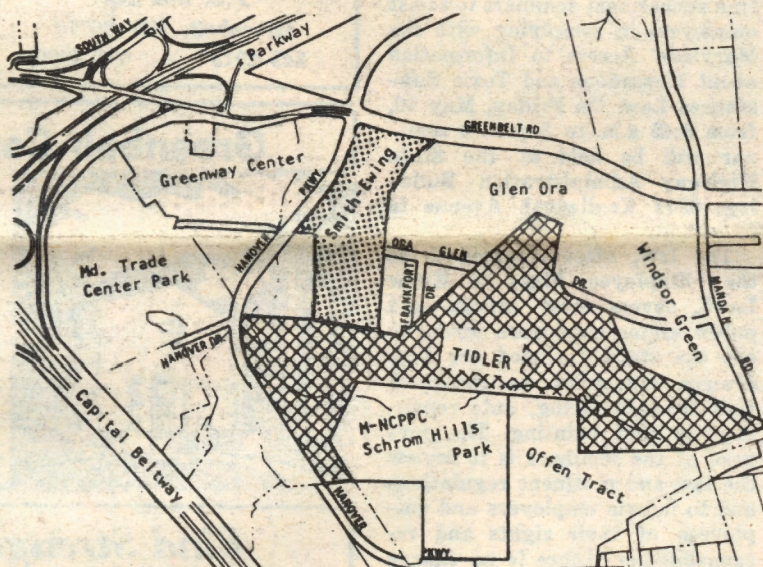 SOUTH WAY
Parkway
GREENBELT RD
Greenway Center
PKWY.
Smith-Ewing
Glen Ora
HANOVER
ORA
GLEN
DR.
FRANKFORT
DR
Windsor Green
MANDAN
RD
Md. Trade
Center Park
HANOVER DR.
TIDLER
Capital Beltway
M-NCPPC
Schrom Hills
Park
Offen Tract
HANOVER
PKWY.